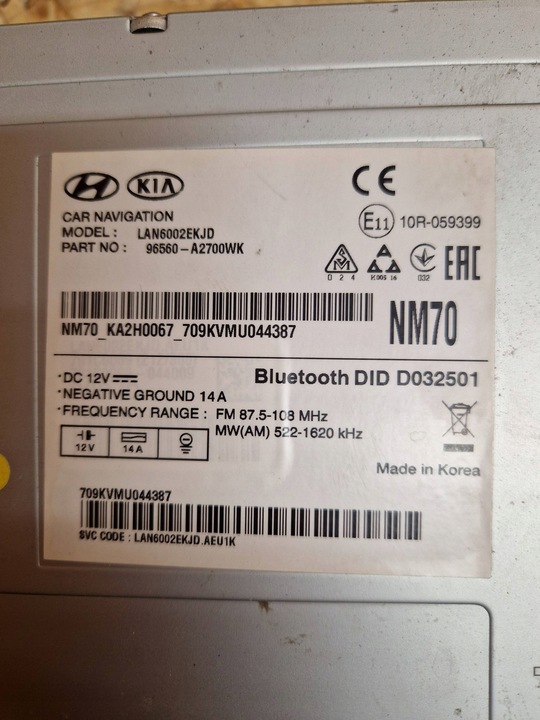 KIA
CE
CAR NAVIGATION
MODEL : LAN6002EKJD
PART NO : 96560-A2700WK
E11 10R-059399
024
032
EAC
NM70_KA2H0067_709KVMU044387
NM70
*DC 12V
Bluetooth DID D032501
*NEGATIVE GROUND 14A
*FREQUENCY RANGE : FM 87.5-108 MHz
MW(AM) 522-1620 kHz
12V 14A
Made in Korea
709KVMU044387
SVC CODE : LAN6002EKJD.AEU1K